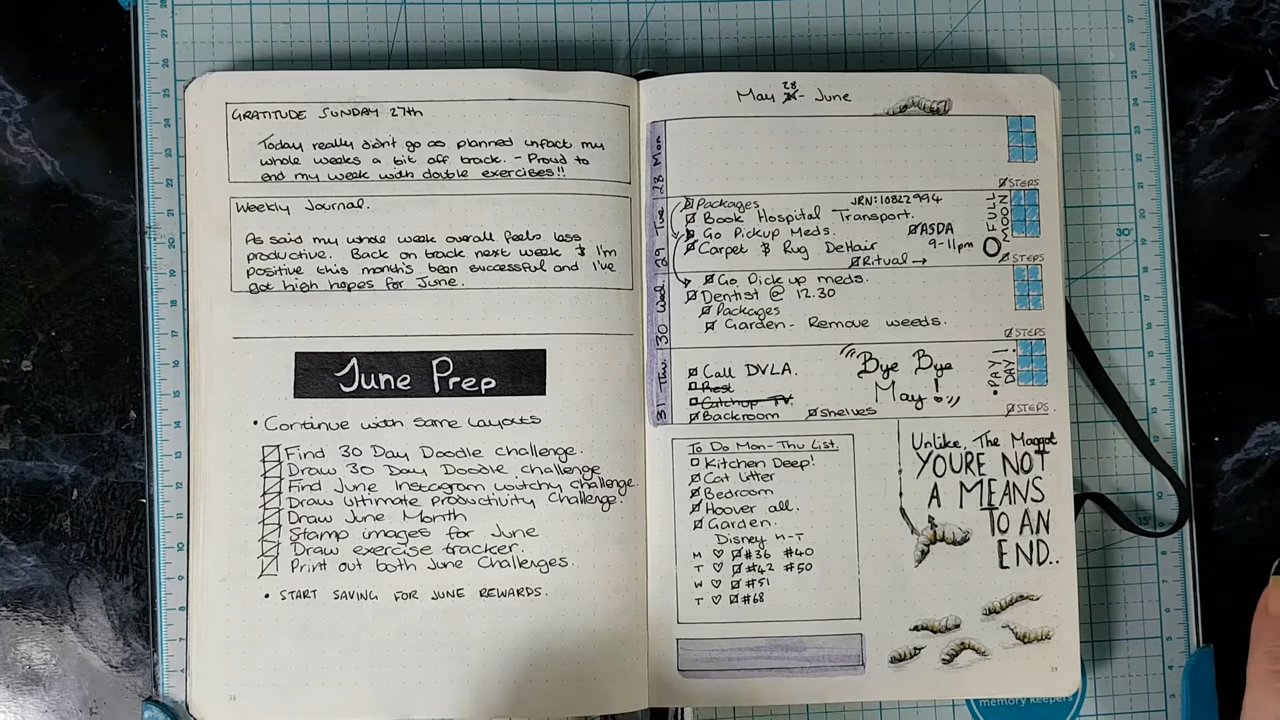 GRATITUDE SUNDAY 27th
Today really didn't go as planned infact my
whole weeks a bit off track. - Proud to
end my week with double exercises!!
Weekly Journal.
As said my whole week overall feels less
productive. Back on track next week & I'm
positive this month's been successful and I've
got high hopes for June.
June Prep
• Continue with same layouts
Find 30 Day Doodle challenge.
Draw 30 Day Doodle challenge
Find June Instagram witchy challenge.
Draw ultimate productivity challenge.
Draw June Month
Stamp images for June
Draw exercise tracker.
Print out both June Challenges.
• START SAVING FOR JUNE REWARDS.
38
28
May - June
28 Mon
STEPS
29 Tue
Packages JRN: 10822994
Book Hospital Transport.
Go Pickup Meds. ASDA
Carpet & Rug DeHair 9-11pm
Ritual →
FULL MOON
STEPS
30 Wed
Go Pick up meds.
Dentist @ 12.30
Packages
Garden - Remove weeds.
STEPS
31 Thu
Call DVLA.
Rest
Catchup TV.
Backroom Shelves
"Bye Bye
May!!"
• PAY DAY!
STEPS.
To Do Mon-Thu List.
Kitchen Deep!
Cat litter
Bedroom
Hoover all.
Garden.
Disney M-T
M ♡ #36 #40
T ♡ #42 #50
W ♡ #51
T ♡ #68
Unlike, The Maggot
YOURE NOT
A MEANS
TO AN
END..
19
memory keepers
30°
15°